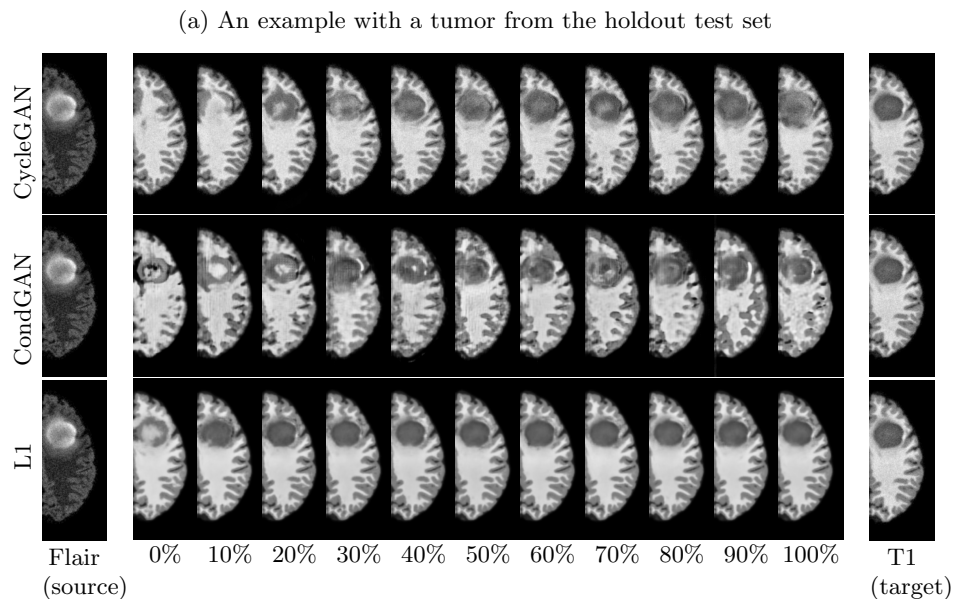 (a) An example with a tumor from the holdout test set
CycleGAN
CondGAN
L1
Flair
(source)
0% 10% 20% 30% 40% 50% 60% 70% 80% 90% 100%
T1
(target)